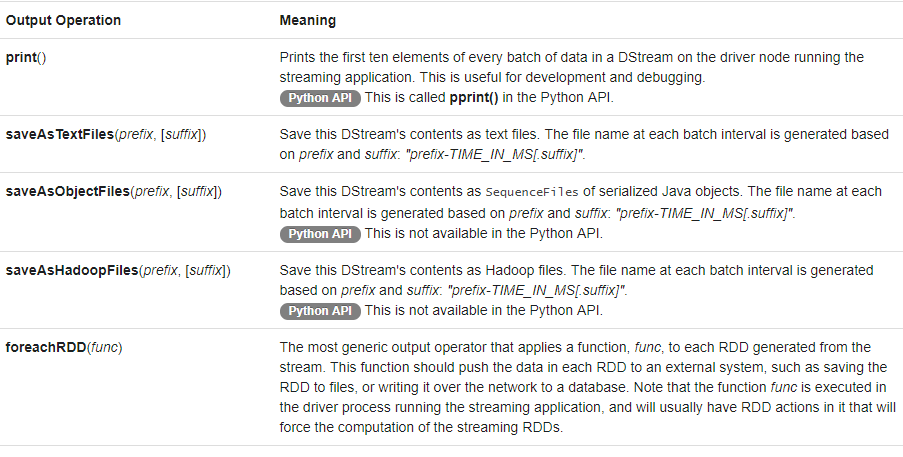 Output Operation Meaning
print() Prints the first ten elements of every batch of data in a DStream on the driver node running the
streaming application. This is useful for development and debugging.
Python API This is called pprint() in the Python API.
saveAsTextFiles(prefix, [suffix]) Save this DStream's contents as text files. The file name at each batch interval is generated based
on prefix and suffix: "prefix-TIME_IN_MS[.suffix]".
saveAsObjectFiles(prefix, [suffix]) Save this DStream's contents as SequenceFiles of serialized Java objects. The file name at each
batch interval is generated based on prefix and suffix: "prefix-TIME_IN_MS[.suffix]".
Python API This is not available in the Python API.
saveAsHadoopFiles(prefix, [suffix]) Save this DStream's contents as Hadoop files. The file name at each batch interval is generated
based on prefix and suffix: "prefix-TIME_IN_MS[.suffix]".
Python API This is not available in the Python API.
foreachRDD(func) The most generic output operator that applies a function, func, to each RDD generated from the
stream. This function should push the data in each RDD to an external system, such as saving the
RDD to files, or writing it over the network to a database. Note that the function func is executed in
the driver process running the streaming application, and will usually have RDD actions in it that will
force the computation of the streaming RDDs.